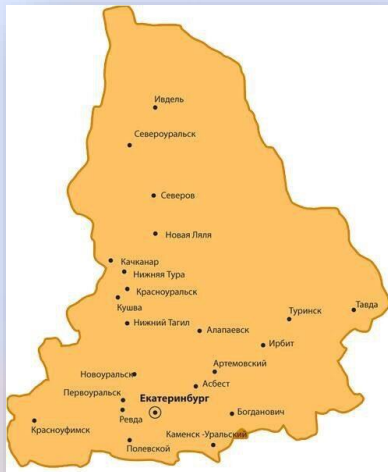 Ивдель
Североуральск
Северов
Новая Ляля
Качканар
Нижняя Тура
Красноуральск
Кушва
Тавда
Туринск
Нижний Тагил
Алапаевск
Ирбит
Артемовский
Новоуральск
Асбест
Первоуральск
Екатеринбург
Богданович
Ревда
Красноуфимск
Каменск -Уральский
Полевской